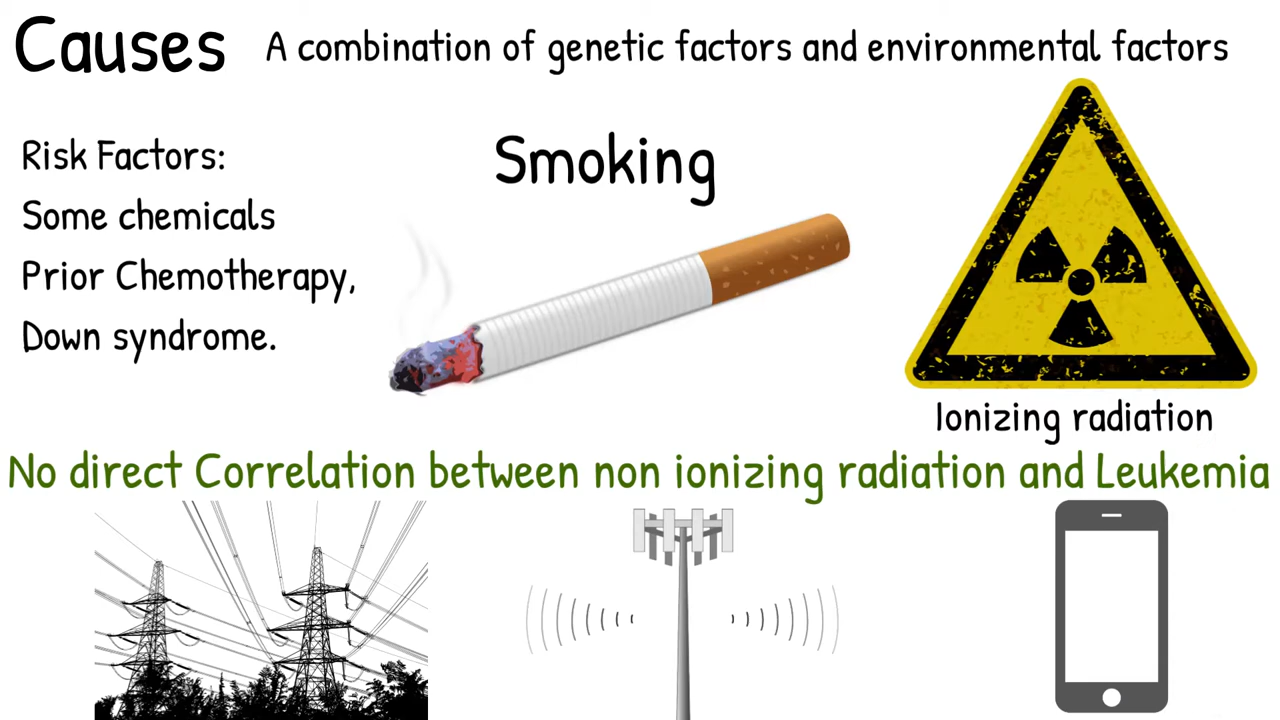 Causes
A combination of genetic factors and environmental factors
Risk Factors:
Some chemicals
Prior Chemotherapy,
Down syndrome.
Smoking
Ionizing radiation
No direct Correlation between non ionizing radiation and Leukemia